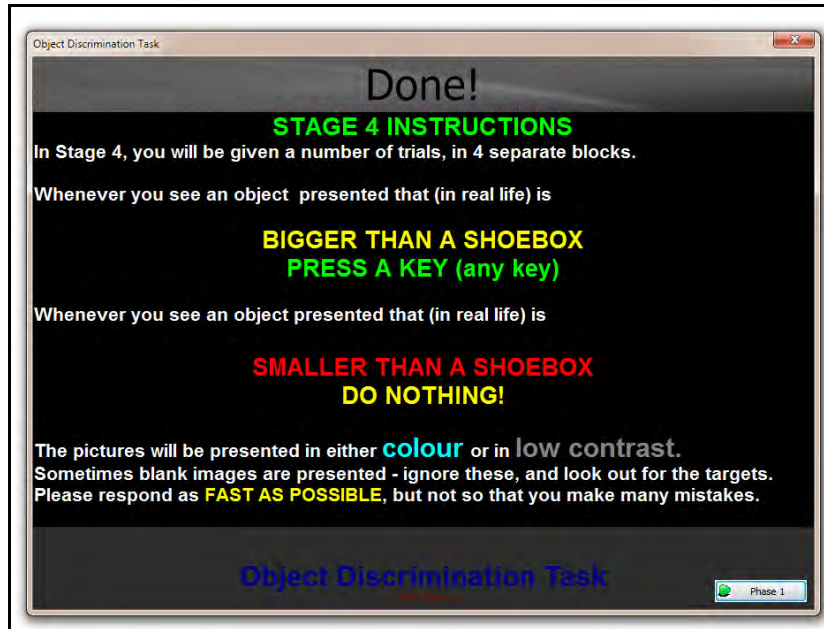 Object Discrimination Task
Done!
STAGE 4 INSTRUCTIONS
In Stage 4, you will be given a number of trials, in 4 separate blocks.
Whenever you see an object presented that (in real life) is
BIGGER THAN A SHOEBOX
PRESS A KEY (any key)
Whenever you see an object presented that (in real life) is
SMALLER THAN A SHOEBOX
DO NOTHING!
The pictures will be presented in either colour or in low contrast.
Sometimes blank images are presented - ignore these, and look out for the targets.
Please respond as FAST AS POSSIBLE, but not so that you make many mistakes.
Object Discrimination Task
Phase 1